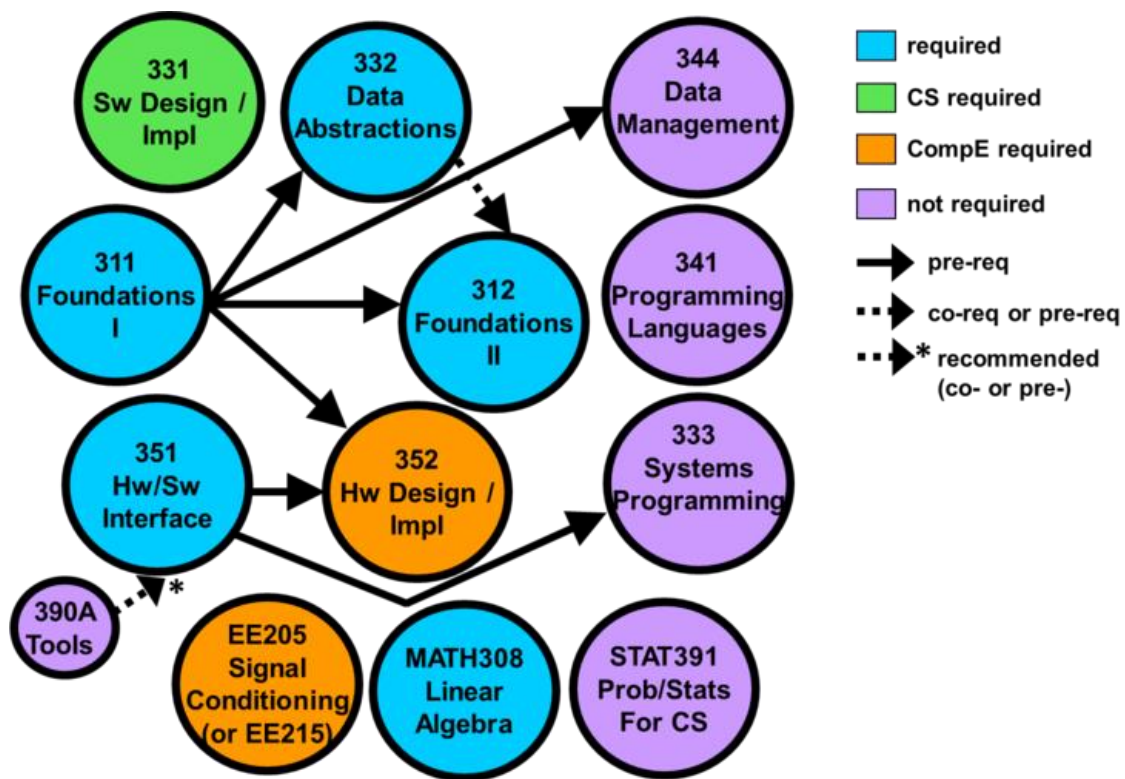 331
Sw Design /
Impl
332
Data
Abstractions
344
Data
Management
311
Foundations
I
312
Foundations
II
341
Programming
Languages
351
Hw/Sw
Interface
352
Hw Design /
Impl
333
Systems
Programming
390A
Tools
*
EE205
Signal
Conditioning
(or EE215)
MATH308
Linear
Algebra
STAT391
Prob/Stats
For CS
required
CS required
CompE required
not required
pre-req
co-req or pre-req
* recommended
(co- or pre-)